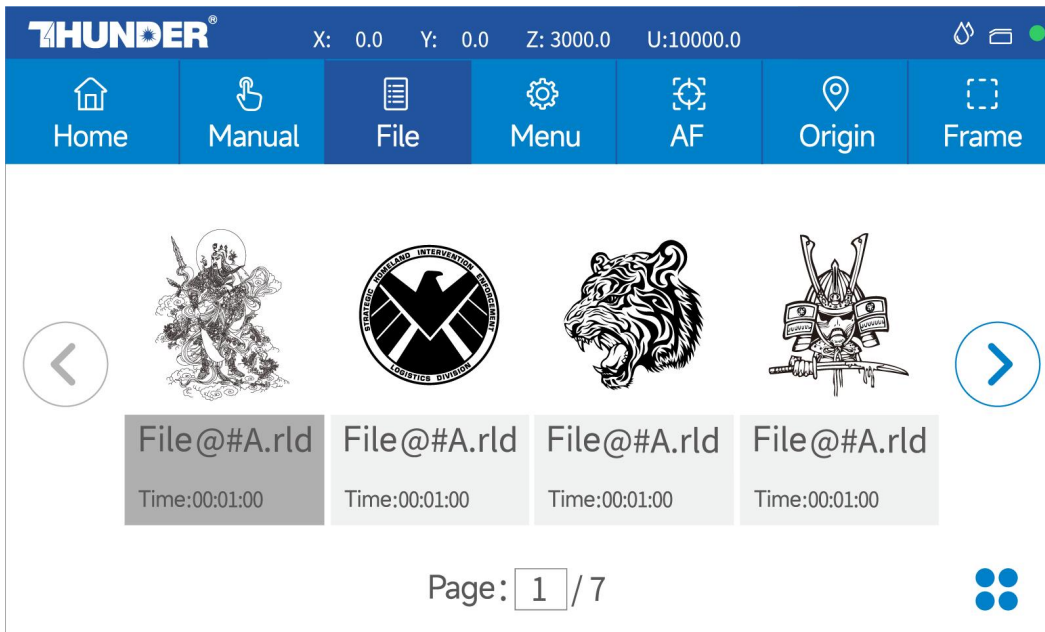 THUNDER®
X: 0.0 Y: 0.0 Z: 3000.0 U:10000.0
Home Manual File Menu AF Origin Frame
STRATEGIC HOMELAND INTERVENTION ENFORCEMENT
LOGISTICS DIVISION
File@#A.rld File@#A.rld File@#A.rld File@#A.rld
Time:00:01:00 Time:00:01:00 Time:00:01:00 Time:00:01:00
Page: 1 / 7